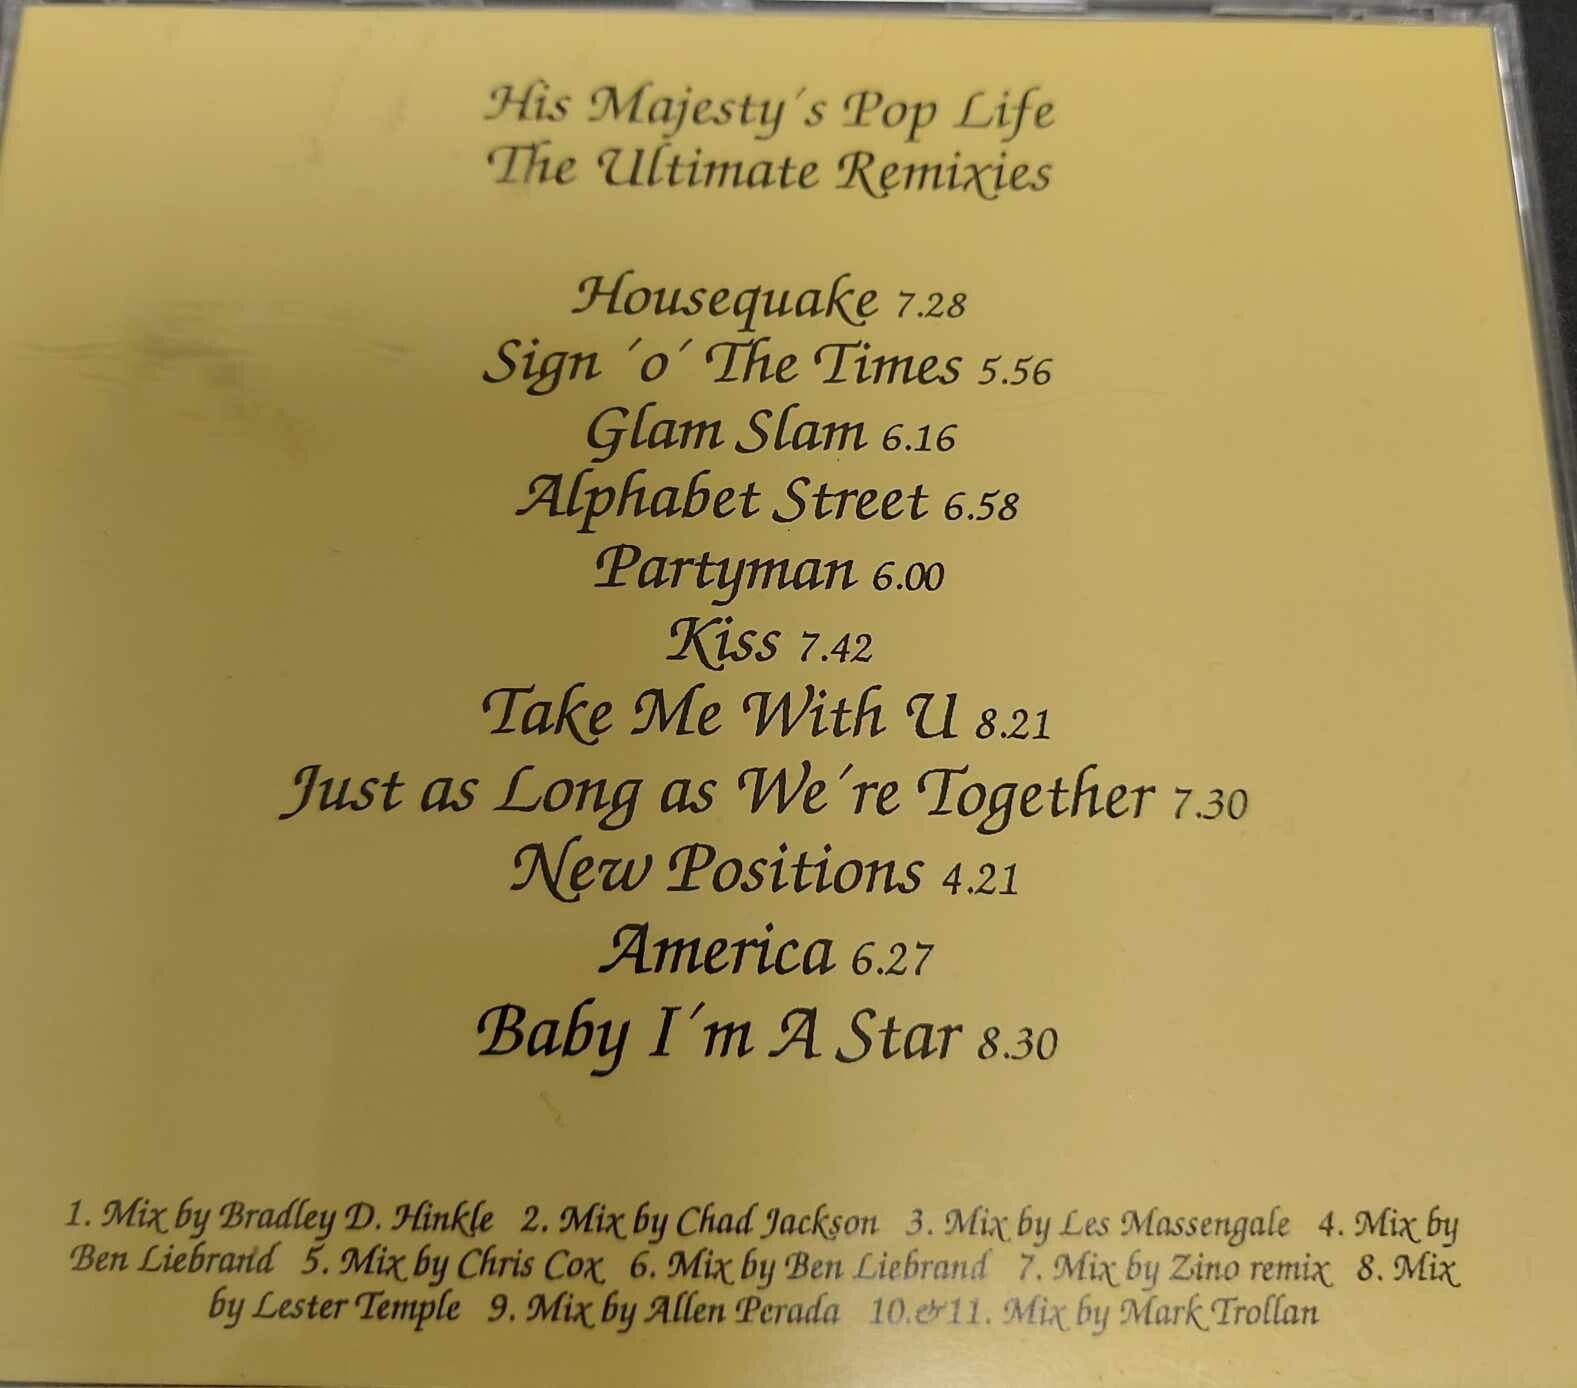 His Majesty´s Pop Life
The Ultimate Remixies
Housequake 7.28
Sign ´o´ The Times 5.56
Glam Slam 6.16
Alphabet Street 6.58
Partyman 6.00
Kiss 7.42
Take Me With U 8.21
Just as Long as We´re Together 7.30
New Positions 4.21
America 6.27
Baby I´m A Star 8.30
1. Mix by Bradley D. Hinkle 2. Mix by Chad Jackson 3. Mix by Les Massengale 4. Mix by
Ben Liebrand 5. Mix by Chris Cox 6. Mix by Ben Liebrand 7. Mix by Zino remix 8. Mix
by Lester Temple 9. Mix by Allen Perada 10.&11. Mix by Mark Trollan